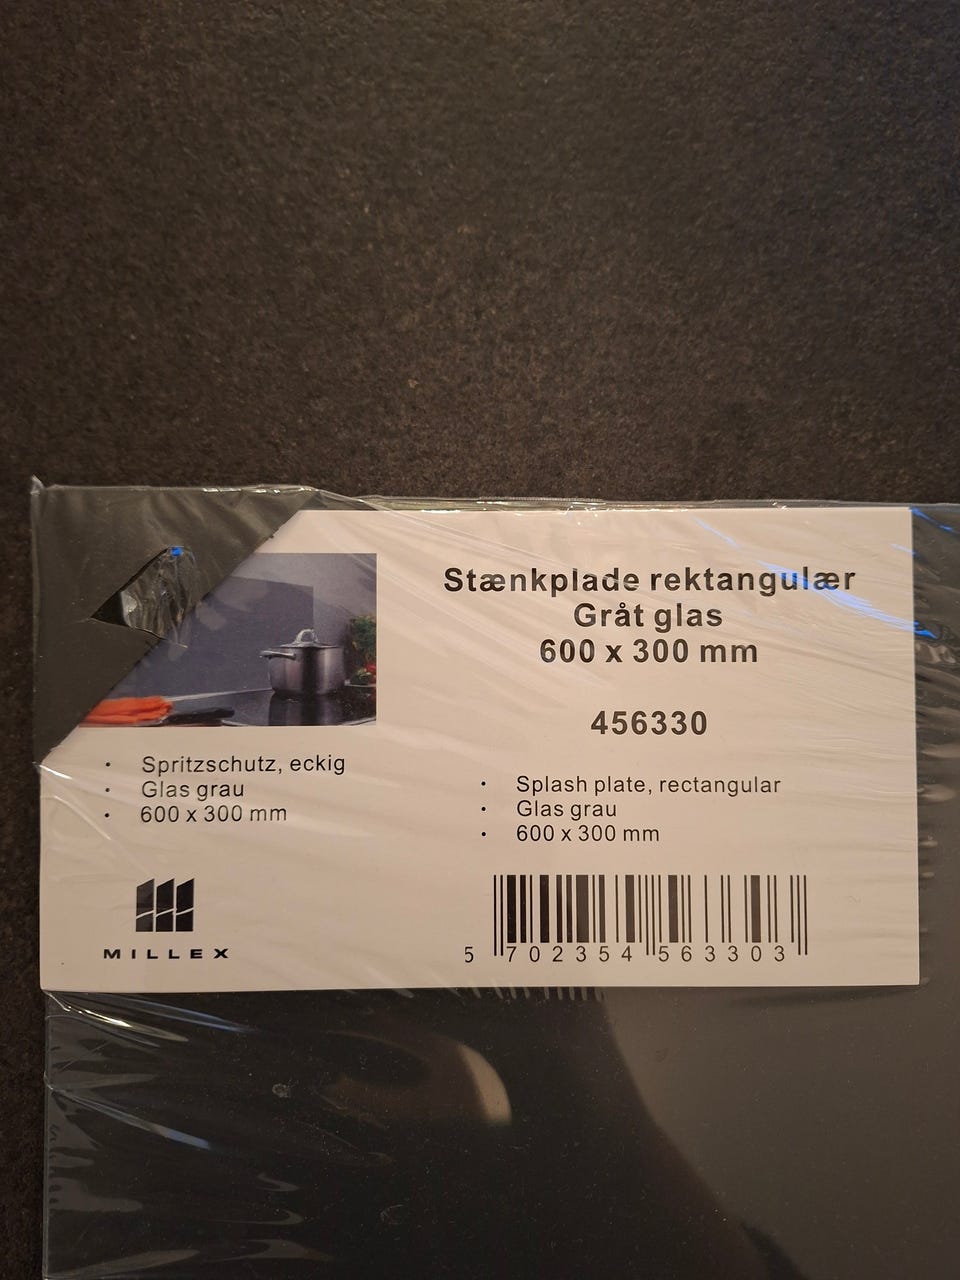 Stænkplade rektangulær
Gråt glas
600 x 300 mm
456330
• Spritzschutz, eckig
• Glas grau
• 600 x 300 mm
• Splash plate, rectangular
• Glas grau
• 600 x 300 mm
MILLEX
5 702354 563303